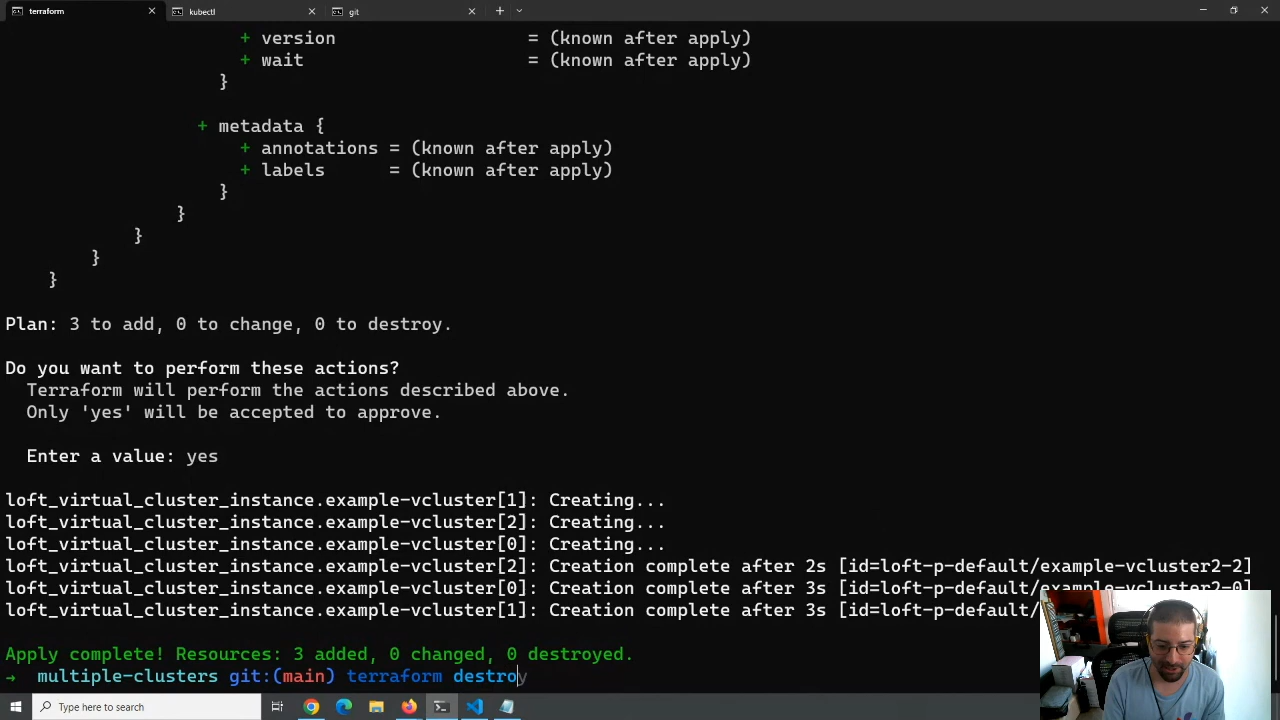 terraform
kubectl
git
+ version = (known after apply)
+ wait = (known after apply)
}
+ metadata {
+ annotations = (known after apply)
+ labels = (known after apply)
}
}
}
}
}
Plan: 3 to add, 0 to change, 0 to destroy.
Do you want to perform these actions?
Terraform will perform the actions described above.
Only 'yes' will be accepted to approve.
Enter a value: yes
loft_virtual_cluster_instance.example-vcluster[1]: Creating...
loft_virtual_cluster_instance.example-vcluster[2]: Creating...
loft_virtual_cluster_instance.example-vcluster[0]: Creating...
loft_virtual_cluster_instance.example-vcluster[2]: Creation complete after 2s [id=loft-p-default/example-vcluster2-2]
loft_virtual_cluster_instance.example-vcluster[0]: Creation complete after 3s [id=loft-p-default/example-vcluster2-0]
loft_virtual_cluster_instance.example-vcluster[1]: Creation complete after 3s [id=loft-p-default/
Apply complete! Resources: 3 added, 0 changed, 0 destroyed.
→ multiple-clusters git:(main) terraform destroy
Type here to search